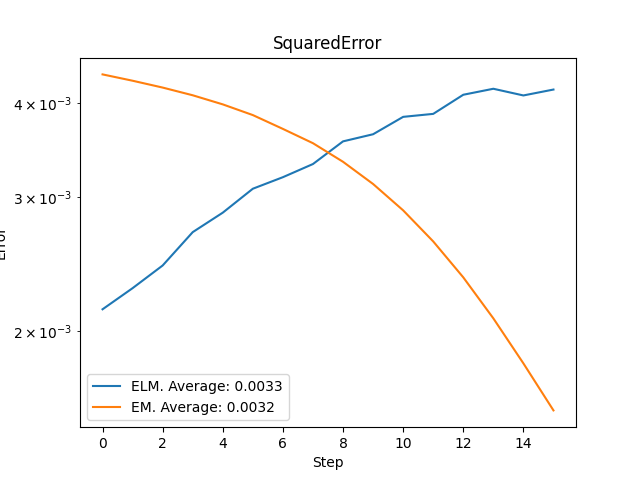 SquaredError
4 × 10⁻³
3 × 10⁻³
2 × 10⁻³
Error
ELM. Average: 0.0033
EM. Average: 0.0032
0 2 4 6 8 10 12 14
Step